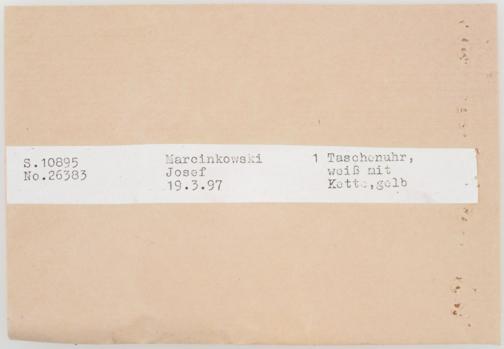 S.10895 Marcinkowski 1 Taschenuhr,
No.26383 Josef weiß mit
19.3.97 Kette,gelb